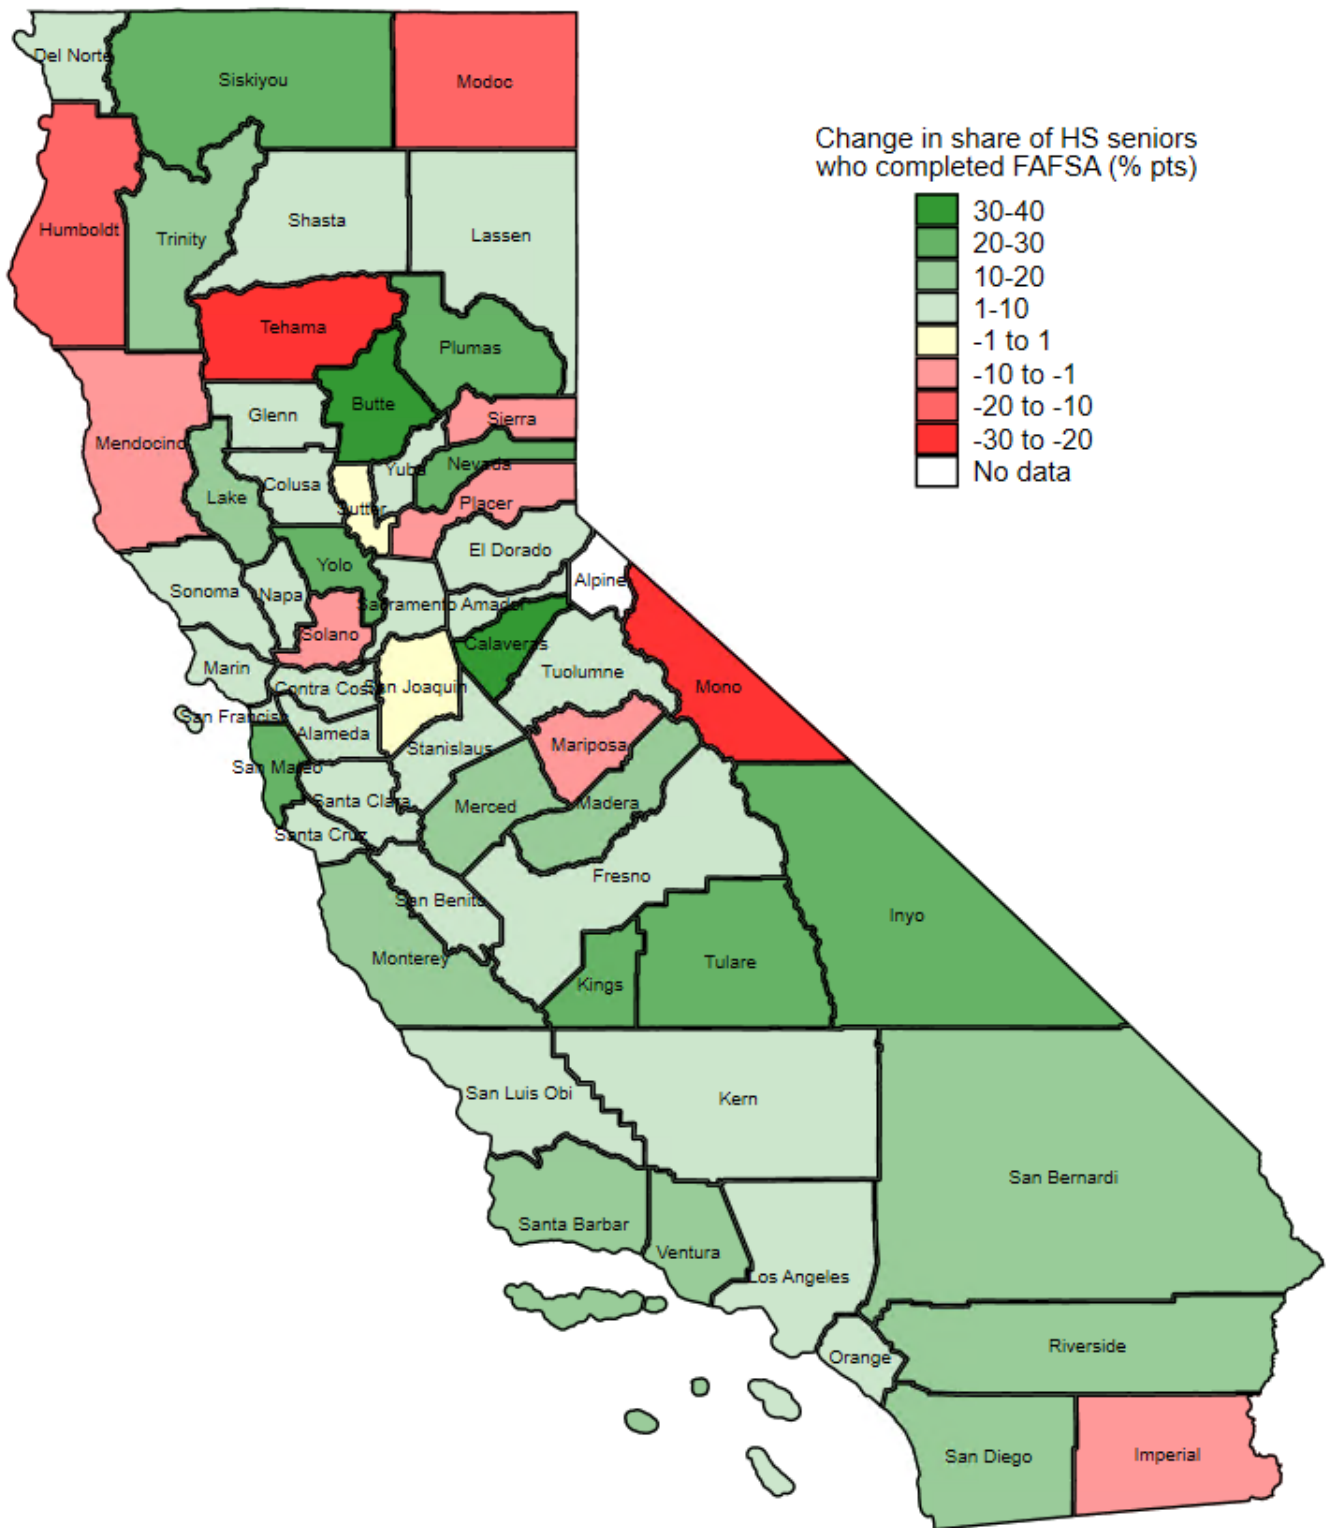 Del Norte
Siskiyou
Modoc
Change in share of HS seniors
who completed FAFSA (% pts)
30-40
20-30
10-20
1-10
-1 to 1
-10 to -1
-20 to -10
-30 to -20
No data
Humboldt
Trinity
Shasta
Lassen
Tehama
Plumas
Butte
Glenn
Sierra
Mendocino
Nevada
Yuba
Colusa
Lake
Sutter
Placer
El Dorado
Yolo
Alpine
Sonoma
Napa
Sacramento
Amador
Solano
Calaveras
Marin
Tuolumne
Contra Cost
San Joaquin
Mono
San Francisc
Alameda
Stanislaus
Mariposa
San Mateo
Santa Clara
Merced
Madera
Santa Cruz
Fresno
San Benito
Inyo
Monterey
Tulare
Kings
San Luis Obi
Kern
San Bernardi
Santa Barbar
Ventura
Los Angeles
Riverside
Orange
San Diego
Imperial